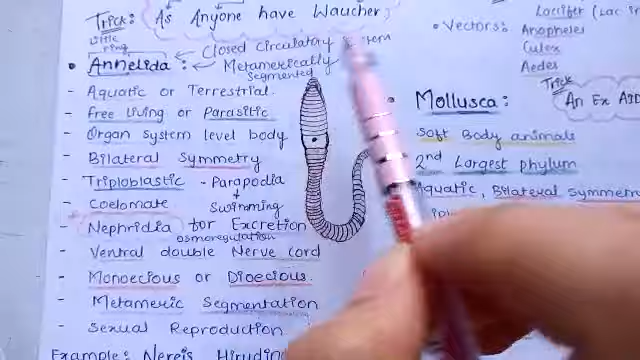 Trick: As Anyone have Waucher,
Little ring
Closed Circulatory
• Annelida:
Metamerically Segmented
- Aquatic or Terrestrial.
- Free living or Parasitic
- Organ system level body
- Bilateral Symmetry
- Triploblastic - Parapodia
- Coelomate Swimming
- Nephridia for Excretion
osmoregulation
- Ventral double Nerve cord
- Monoecious or Dioecious.
- Metameric Segmentation
- Sexual Reproduction
Example: Nereis
Laccifer (Lac
• Vectors: Anopheles
Culex
Aedes
Trick
An Ex
• Mollusca:
Soft Body animals
2nd Largest phylum
Aquatic, Bilateral